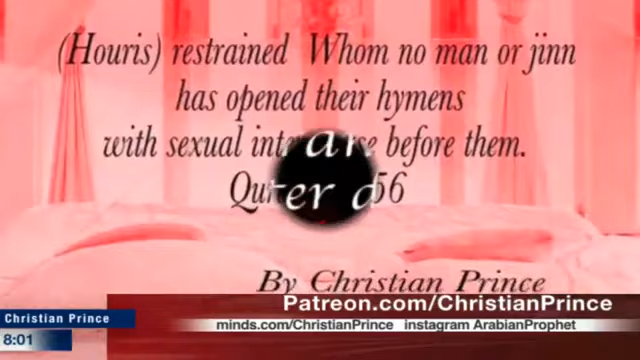 (Houris) restrained Whom no man or jinn
has opened their hymens
with sexual before them.
By Christian Prince
Patreon.com/ChristianPrince
Christian Prince
minds.com/ChristianPrince instagram ArabianProphet
8:01